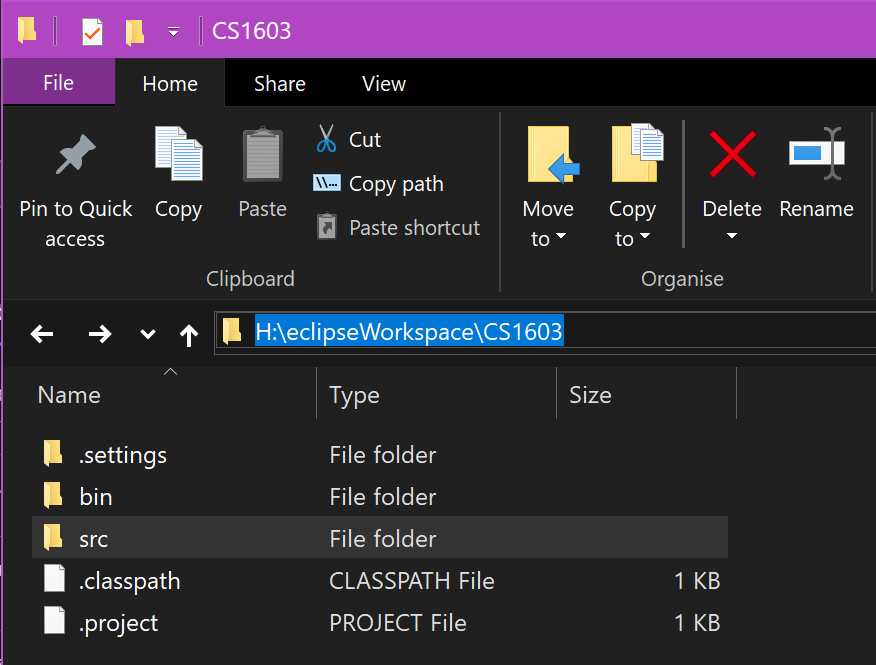 CS1603
File Home Share View
Cut
Copy path
Paste shortcut
Pin to Quick access
Copy
Paste
Move to
Copy to
Delete
Rename
Clipboard
Organise
H:\eclipseWorkspace\CS1603
Name Type Size
.settings File folder
bin File folder
src File folder
.classpath CLASSPATH File 1 KB
.project PROJECT File 1 KB